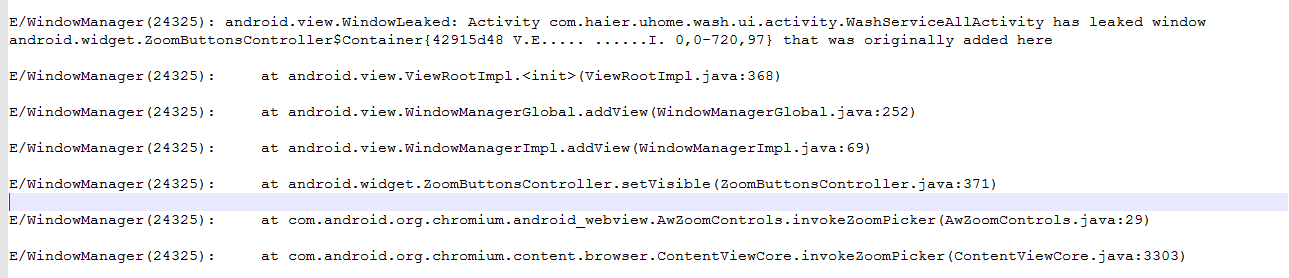 E/WindowManager(24325): android.view.WindowLeaked: Activity com.haier.uhome.wash.ui.activity.WashServiceAllActivity has leaked window
android.widget.ZoomButtonsController$Container{42915d48 V.E..... ......I. 0,0-720,97} that was originally added here
E/WindowManager(24325):     at android.view.ViewRootImpl.<init>(ViewRootImpl.java:368)
E/WindowManager(24325):     at android.view.WindowManagerGlobal.addView(WindowManagerGlobal.java:252)
E/WindowManager(24325):     at android.view.WindowManagerImpl.addView(WindowManagerImpl.java:69)
E/WindowManager(24325):     at android.widget.ZoomButtonsController.setVisible(ZoomButtonsController.java:371)
E/WindowManager(24325):     at com.android.org.chromium.android_webview.AwZoomControls.invokeZoomPicker(AwZoomControls.java:29)
E/WindowManager(24325):     at com.android.org.chromium.content.browser.ContentViewCore.invokeZoomPicker(ContentViewCore.java:3303)